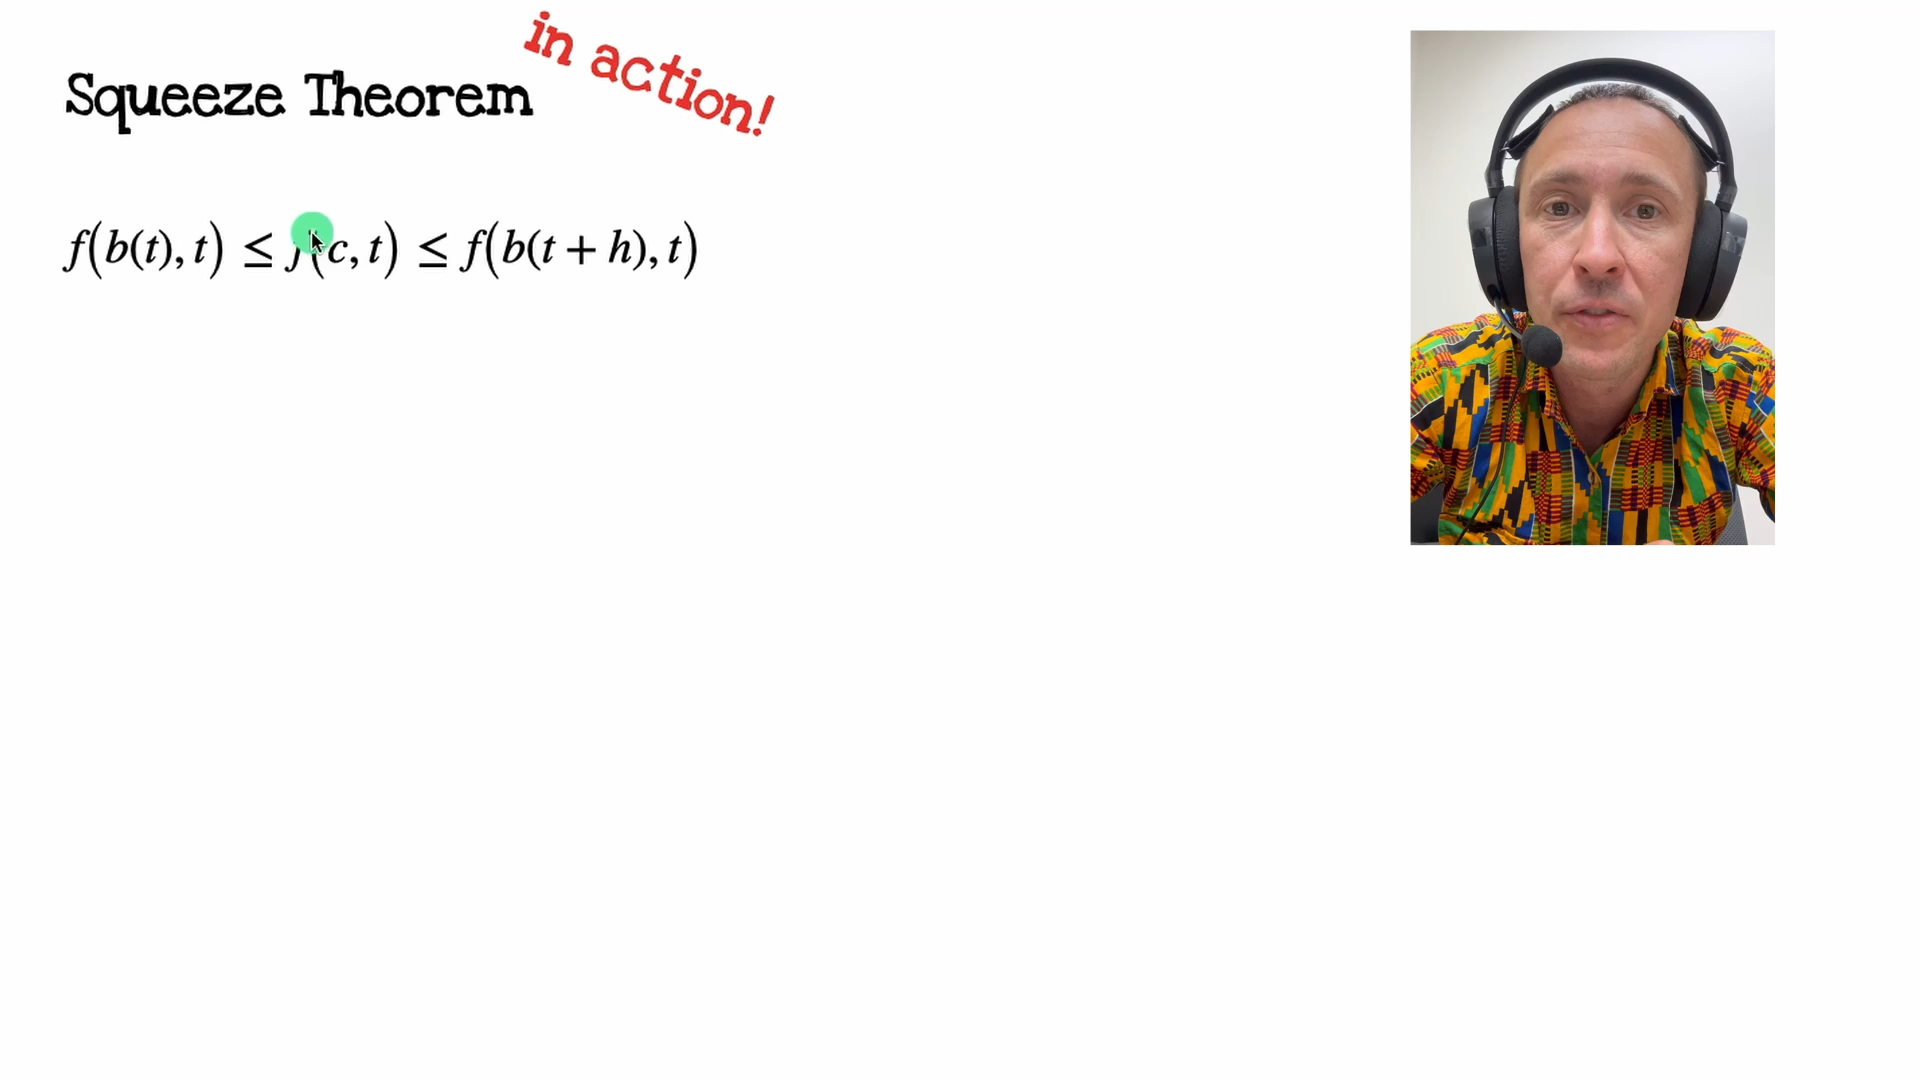 in action!
Squeeze Theorem
f(b(t), t) ≤ f(c, t) ≤ f(b(t + h), t)